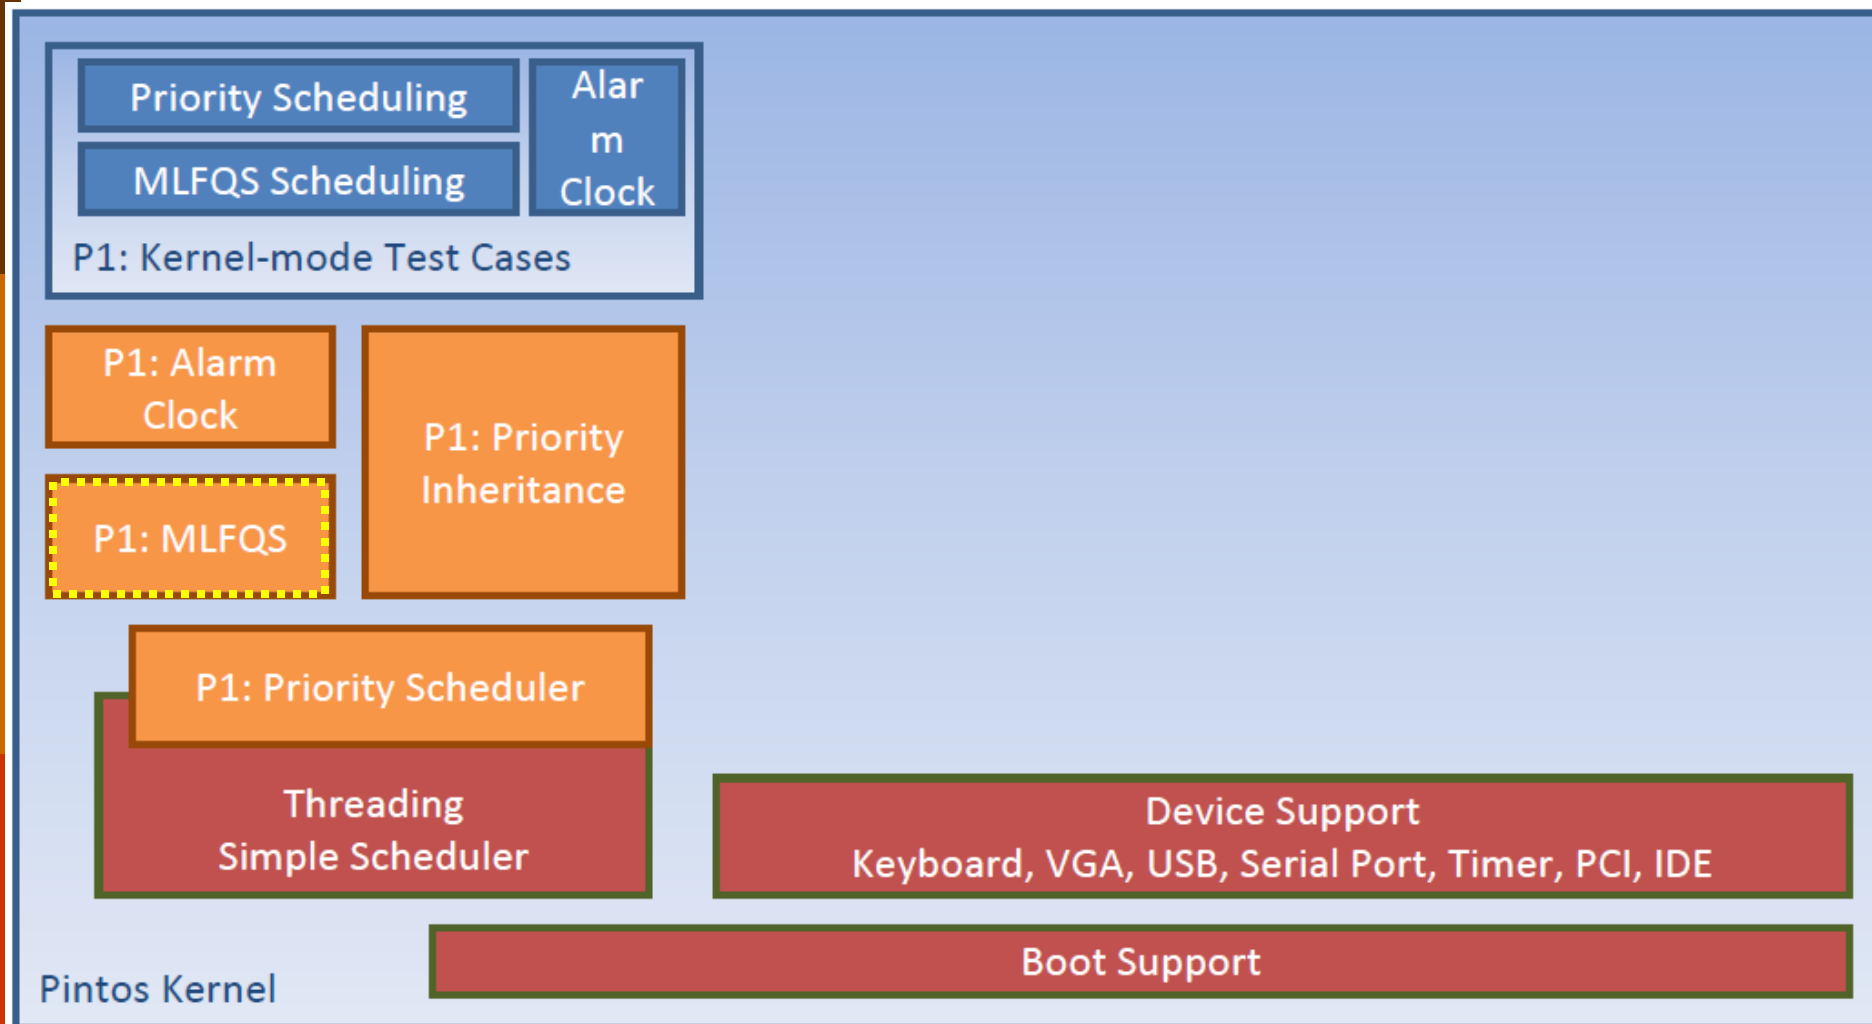 Priority Scheduling
MLFQS Scheduling
Alar
m
Clock
P1: Kernel-mode Test Cases
P1: Alarm
Clock
P1: Priority
Inheritance
P1: MLFQS
P1: Priority Scheduler
Threading
Simple Scheduler
Device Support
Keyboard, VGA, USB, Serial Port, Timer, PCI, IDE
Boot Support
Pintos Kernel